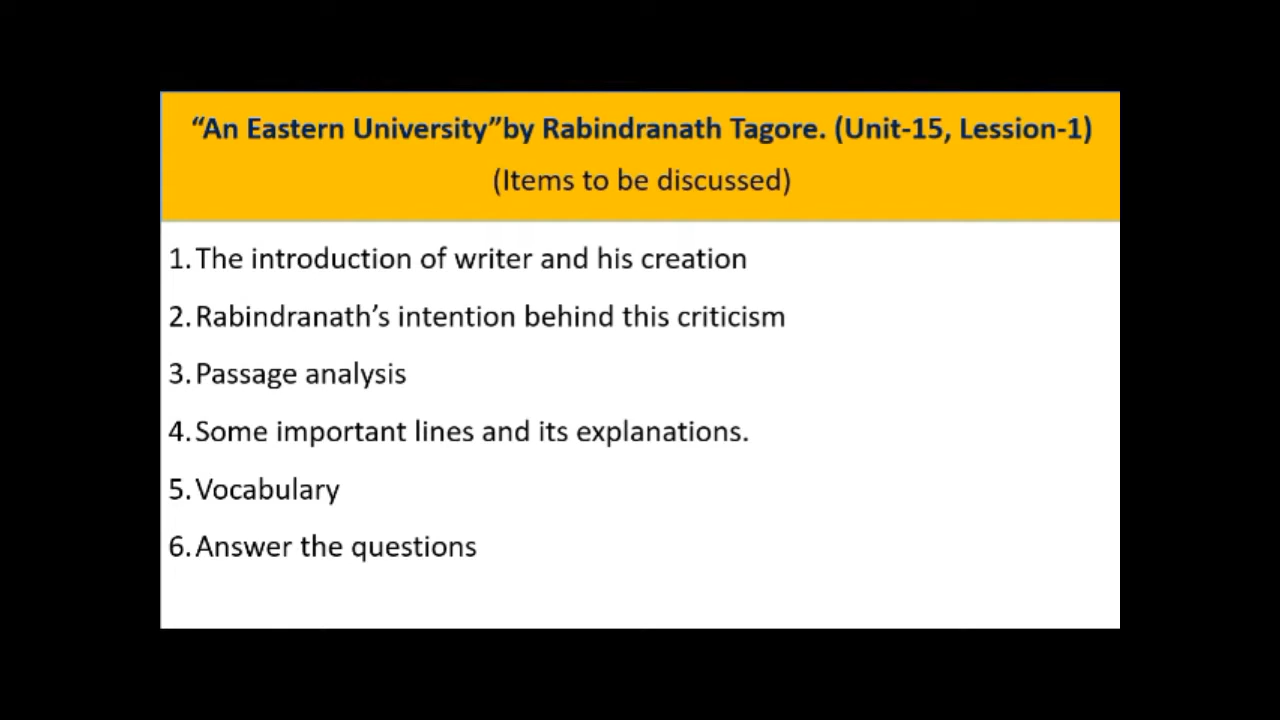 “An Eastern University”by Rabindranath Tagore. (Unit-15, Lession-1)
(Items to be discussed)
1. The introduction of writer and his creation
2. Rabindranath’s intention behind this criticism
3. Passage analysis
4. Some important lines and its explanations.
5. Vocabulary
6. Answer the questions